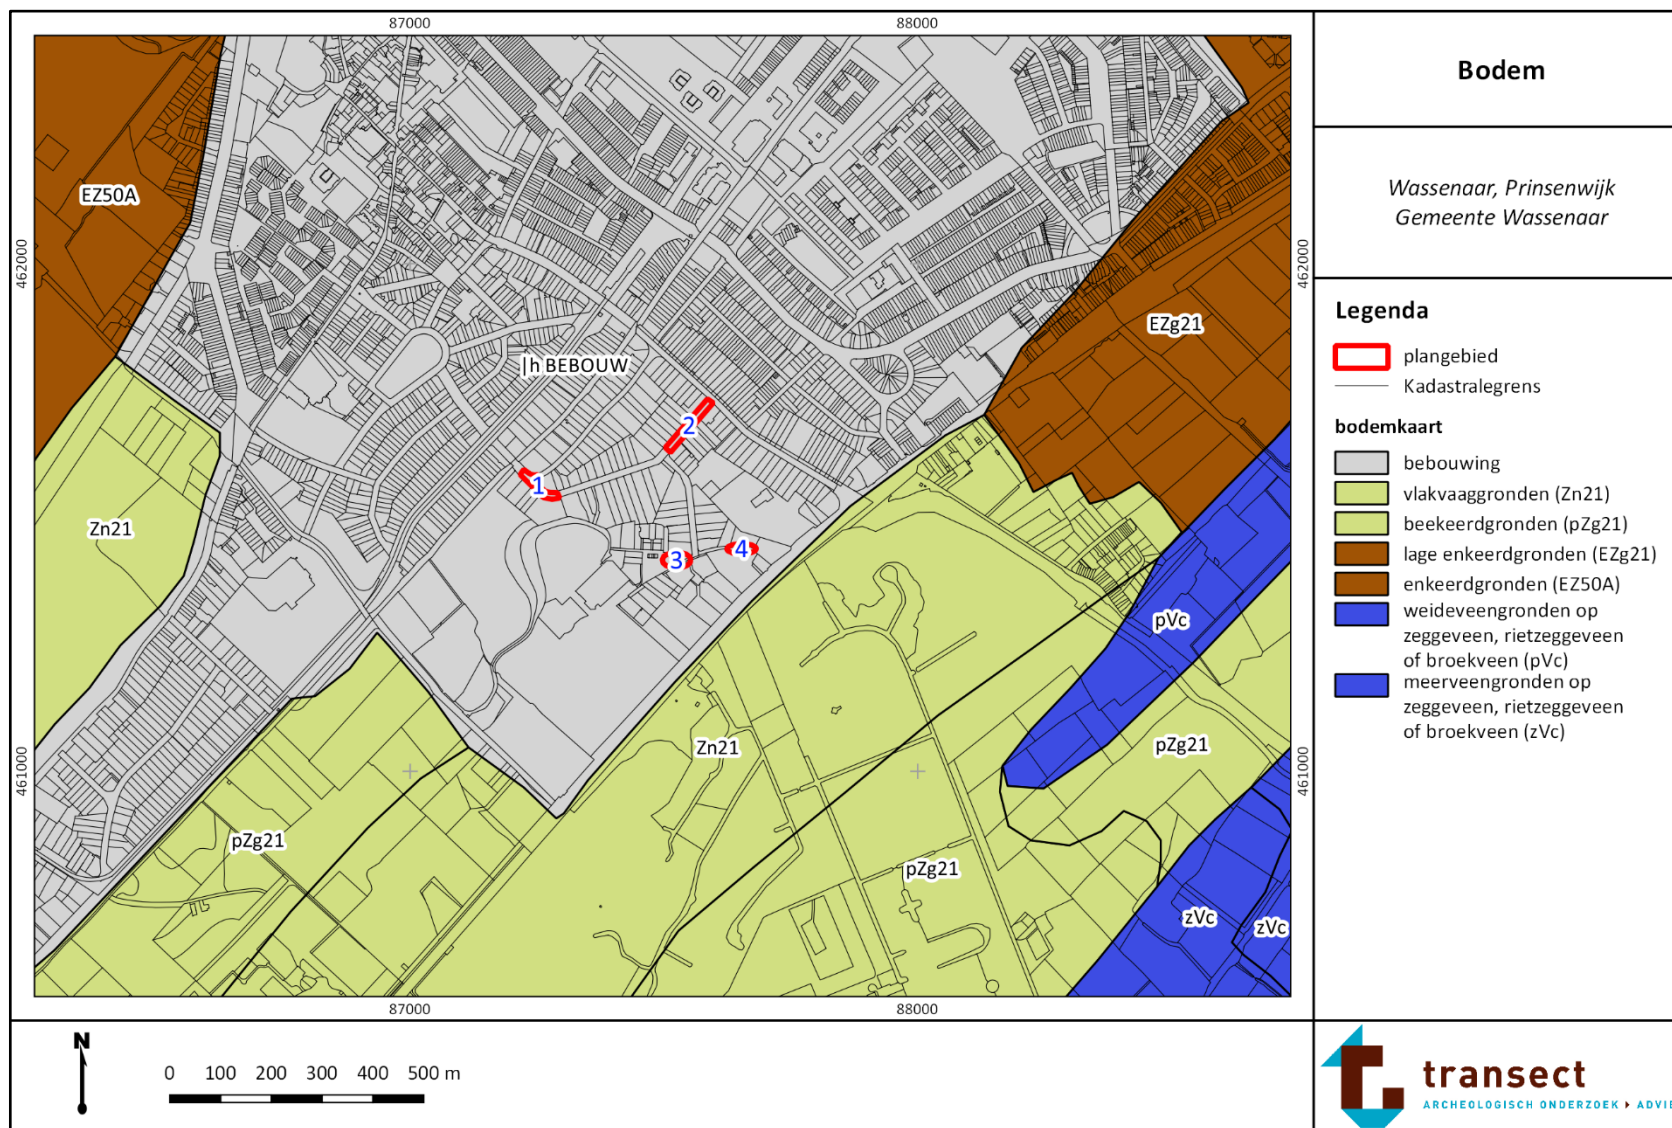 87000
88000
EZ50A
462000
462000
EZg21
|h BEBOUW
2
1
Zn21
4
3
pVc
Zn21
pZg21
461000
461000
pZg21
pZg21
zVc
zVc
87000
88000
N
0 100 200 300 400 500 m
Bodem
Wassenaar, Prinsenwijk
Gemeente Wassenaar
Legenda
plangebied
Kadastralegrens
bodemkaart
bebouwing
vlakvaaggronden (Zn21)
beekeerdgronden (pZg21)
lage enkeerdgronden (EZg21)
enkeerdgronden (EZ50A)
weideveengronden op
zeggeveen, rietzeggeveen
of broekveen (pVc)
meerveengronden op
zeggeveen, rietzeggeveen
of broekveen (zVc)
transect
ARCHEOLOGISCH ONDERZOEK ADVIE